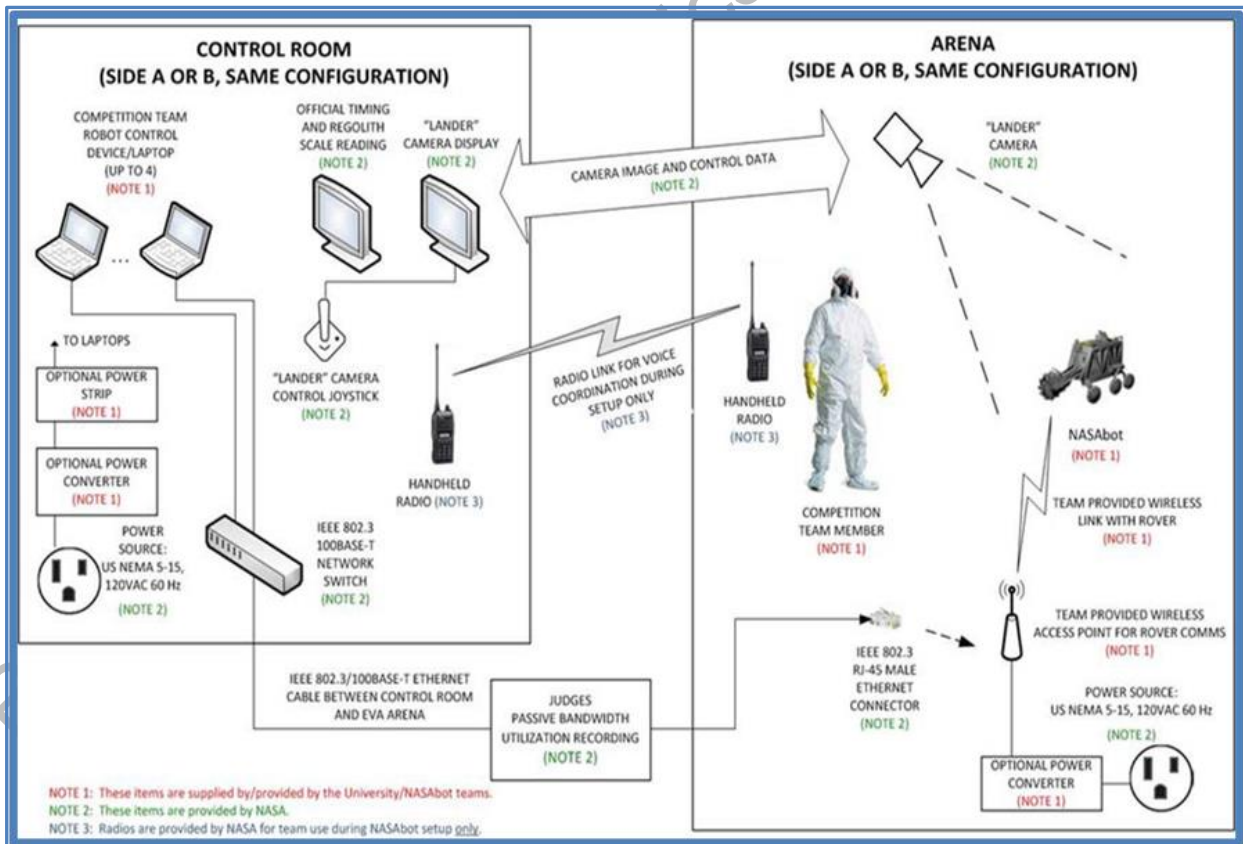 CONTROL ROOM
(SIDE A OR B, SAME CONFIGURATION)
COMPETITION TEAM
ROBOT CONTROL
DEVICE/LAPTOP
(UP TO 4)
(NOTE 1)
OFFICIAL TIMING
AND REGOLITH
SCALE READING
(NOTE 2)
"LANDER"
CAMERA DISPLAY
(NOTE 2)
...
TO LAPTOPS
OPTIONAL POWER
STRIP
(NOTE 1)
OPTIONAL POWER
CONVERTER
(NOTE 1)
POWER
SOURCE:
US NEMA 5-15,
120VAC 60 Hz
(NOTE 2)
"LANDER" CAMERA
CONTROL JOYSTICK
(NOTE 2)
HANDHELD
RADIO (NOTE 3)
IEEE 802.3
100BASE-T
NETWORK
SWITCH
(NOTE 2)
CAMERA IMAGE AND CONTROL DATA
(NOTE 2)
RADIO LINK FOR VOICE
COORDINATION DURING
SETUP ONLY
(NOTE 3)
ARENA
(SIDE A OR B, SAME CONFIGURATION)
"LANDER"
CAMERA
(NOTE 2)
HANDHELD
RADIO
(NOTE 3)
COMPETITION
TEAM MEMBER
(NOTE 1)
NASAbot
(NOTE 1)
TEAM PROVIDED WIRELESS
LINK WITH ROVER
(NOTE 1)
TEAM PROVIDED WIRELESS
ACCESS POINT FOR ROVER COMMS
(NOTE 1)
IEEE 802.3
RJ-45 MALE
ETHERNET
CONNECTOR
(NOTE 2)
POWER SOURCE:
US NEMA 5-15, 120VAC 60 Hz
(NOTE 2)
OPTIONAL POWER
CONVERTER
(NOTE 1)
IEEE 802.3/100BASE-T ETHERNET
CABLE BETWEEN CONTROL ROOM
AND EVA ARENA
JUDGES
PASSIVE BANDWIDTH
UTILIZATION RECORDING
(NOTE 2)
NOTE 1: These items are supplied by/provided by the University/NASAbot teams.
NOTE 2: These items are provided by NASA.
NOTE 3: Radios are provided by NASA for team use during NASAbot setup only.